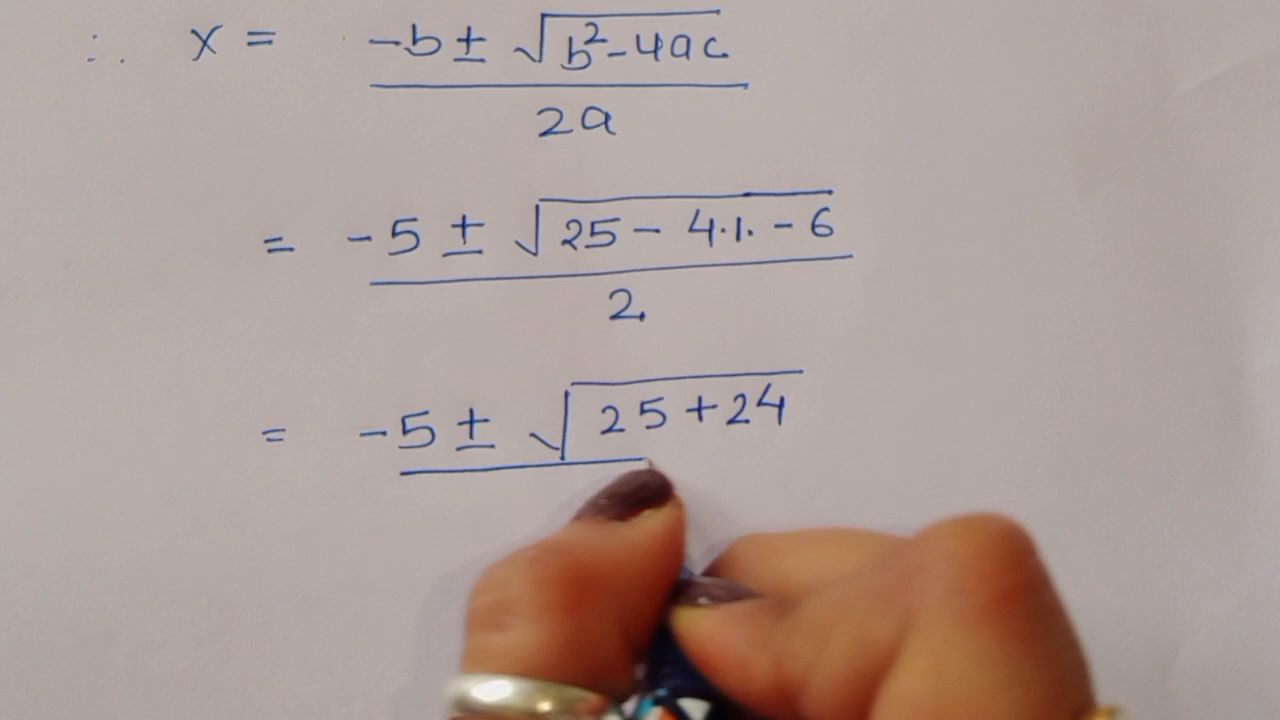 ∴ x = -b ± √b²-4ac
2a
= -5 ± √25 - 4.1. - 6
2.
= -5 ± √25+24